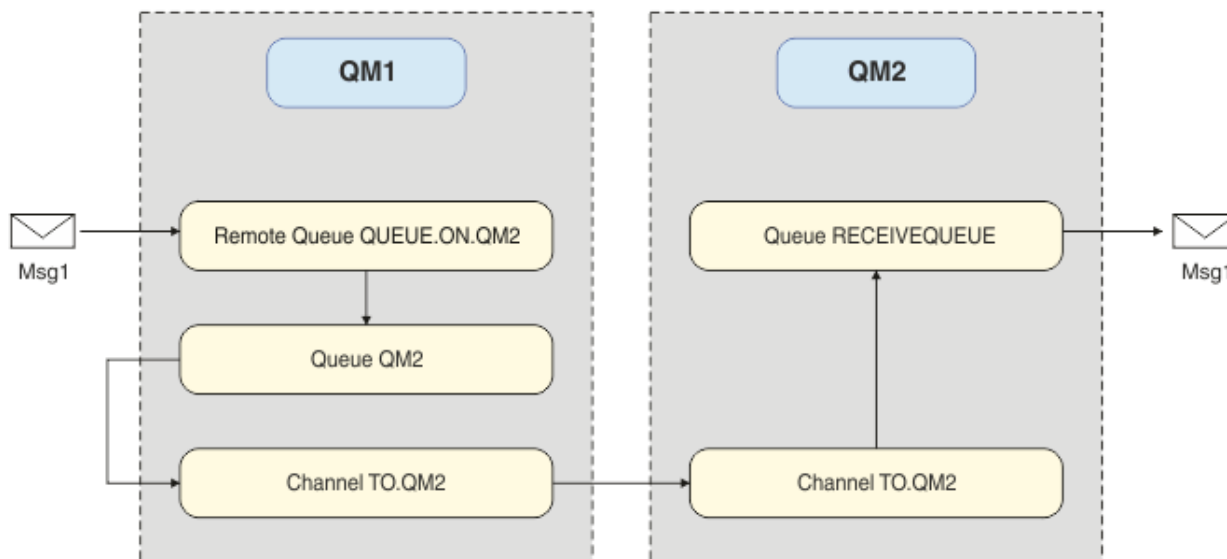 QM1
QM2
Remote Queue QUEUE.ON.QM2
Queue RECEIVEQUEUE
Msg1
Msg1
Queue QM2
Channel TO.QM2
Channel TO.QM2